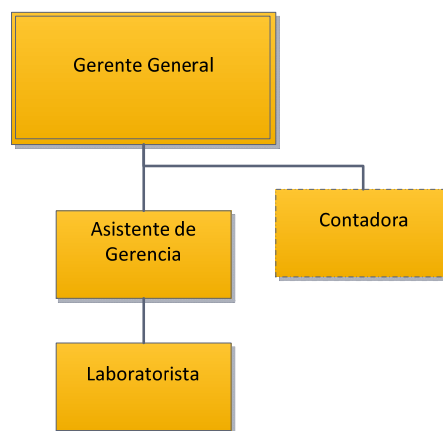 Gerente General
Contadora
Asistente de
Gerencia
Laboratorista